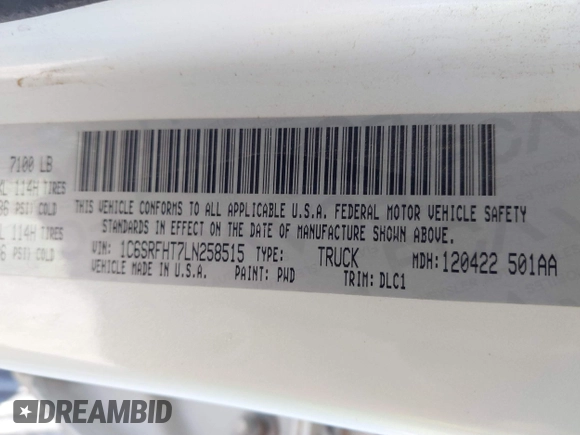 7100 LB
114H TIRES
PSI) COLD
114H TIRES
PSI) COLD
THIS VEHICLE CONFORMS TO ALL APPLICABLE U.S.A. FEDERAL MOTOR VEHICLE SAFETY
STANDARDS IN EFFECT ON THE DATE OF MANUFACTURE SHOWN ABOVE.
VIN: 1C6SRFHT7LN258515 TYPE: TRUCK MDH: 120422 501AA
VEHICLE MADE IN U.S.A. PAINT: PWD TRIM: DLC1
DREAMBID